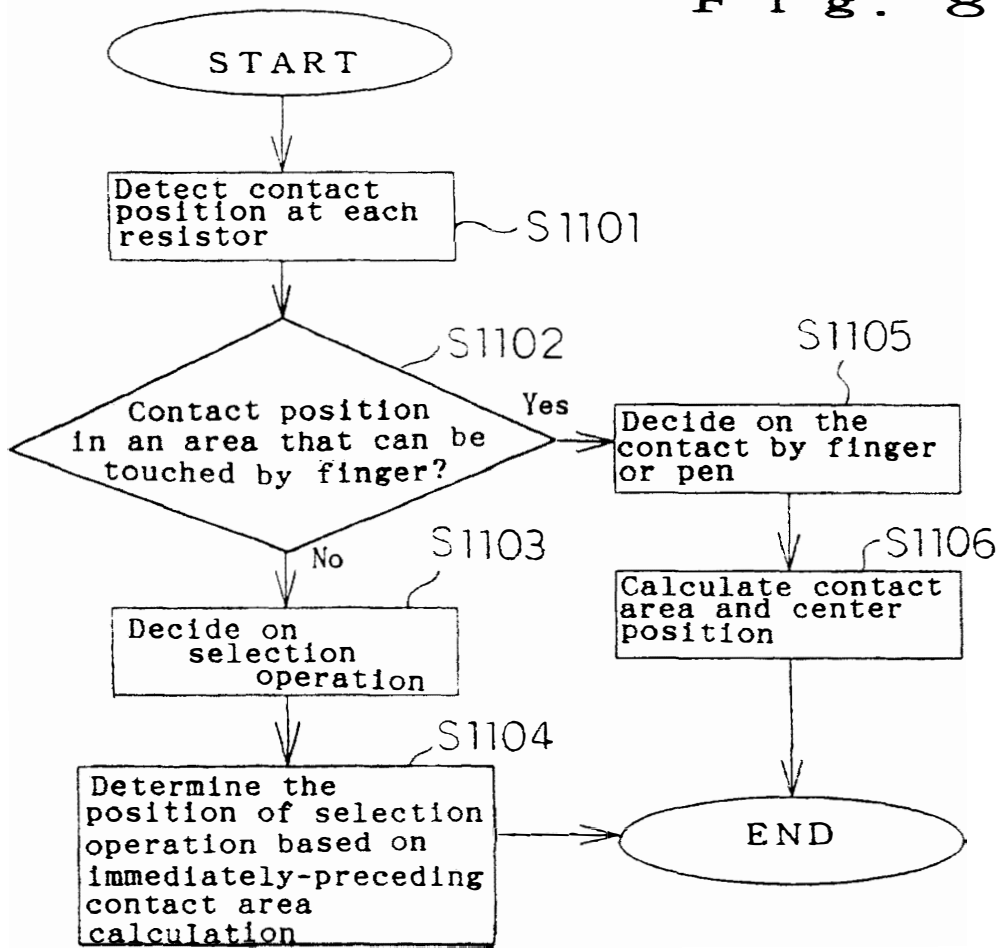 Fig. 8
START
Detect contact
position at each
resistor
S1101
S1102
Contact position
in an area that can be
touched by finger?
Yes
No
S1105
Decide on the
contact by finger
or pen
S1106
Calculate contact
area and center
position
S1103
Decide on
selection
operation
S1104
Determine the
position of selection
operation based on
immediately-preceding
contact area
calculation
END